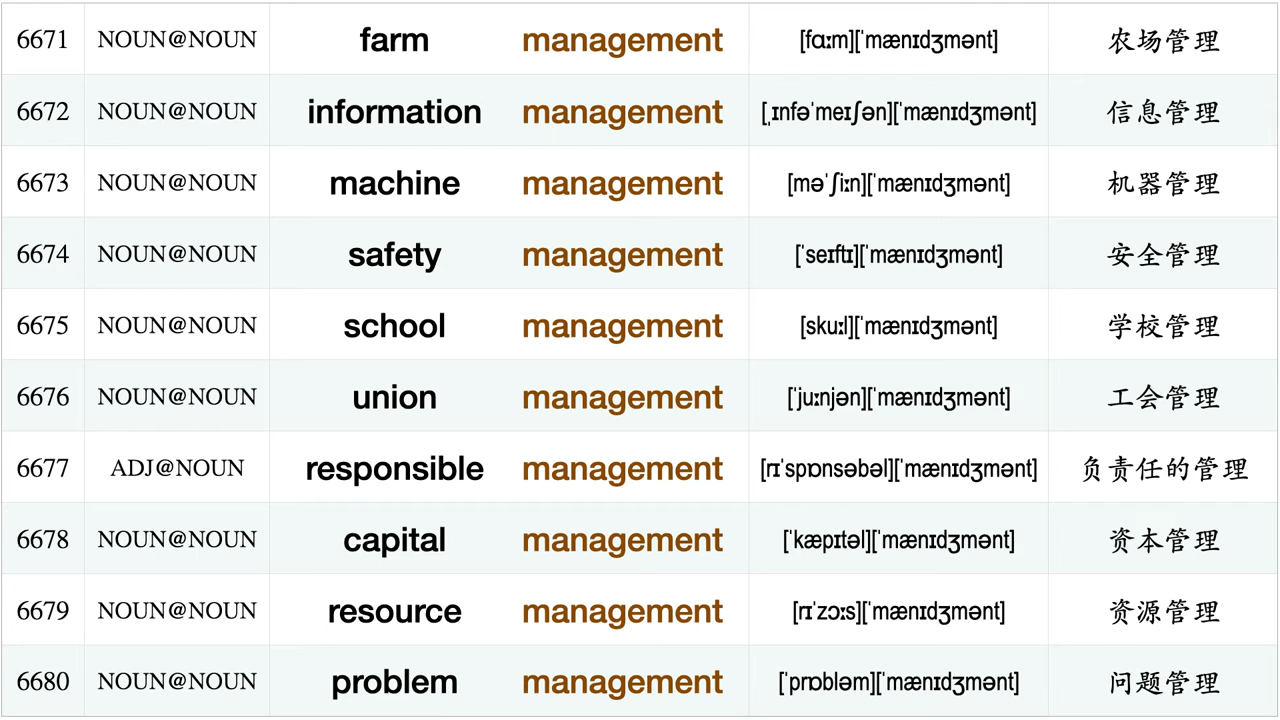 6671 NOUN@NOUN farm management [fɑːm][ˈmænɪdʒmənt] 农场管理
6672 NOUN@NOUN information management [ˌɪnfəˈmeɪʃən][ˈmænɪdʒmənt] 信息管理
6673 NOUN@NOUN machine management [məˈʃiːn][ˈmænɪdʒmənt] 机器管理
6674 NOUN@NOUN safety management [ˈseɪftɪ][ˈmænɪdʒmənt] 安全管理
6675 NOUN@NOUN school management [skuːl][ˈmænɪdʒmənt] 学校管理
6676 NOUN@NOUN union management [ˈjuːnjən][ˈmænɪdʒmənt] 工会管理
6677 ADJ@NOUN responsible management [rɪˈspɒnsəbəl][ˈmænɪdʒmənt] 负责任的管理
6678 NOUN@NOUN capital management [ˈkæpɪtəl][ˈmænɪdʒmənt] 资本管理
6679 NOUN@NOUN resource management [rɪˈzɔːs][ˈmænɪdʒmənt] 资源管理
6680 NOUN@NOUN problem management [ˈprɒbləm][ˈmænɪdʒmənt] 问题管理